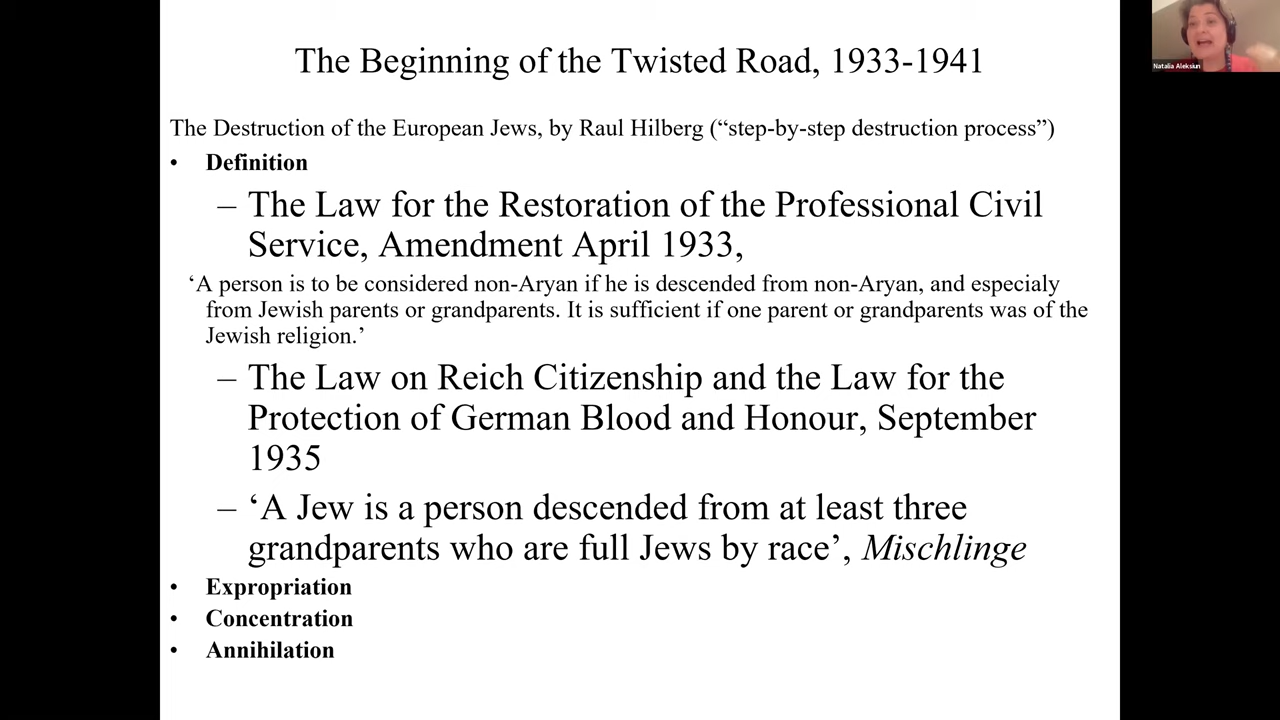 The Beginning of the Twisted Road, 1933-1941
Natalia Aleksiun
The Destruction of the European Jews, by Raul Hilberg (“step-by-step destruction process”)
• Definition
– The Law for the Restoration of the Professional Civil
Service, Amendment April 1933,
‘A person is to be considered non-Aryan if he is descended from non-Aryan, and especialy
from Jewish parents or grandparents. It is sufficient if one parent or grandparents was of the
Jewish religion.’
– The Law on Reich Citizenship and the Law for the
Protection of German Blood and Honour, September
1935
– ‘A Jew is a person descended from at least three
grandparents who are full Jews by race’, Mischlinge
• Expropriation
• Concentration
• Annihilation